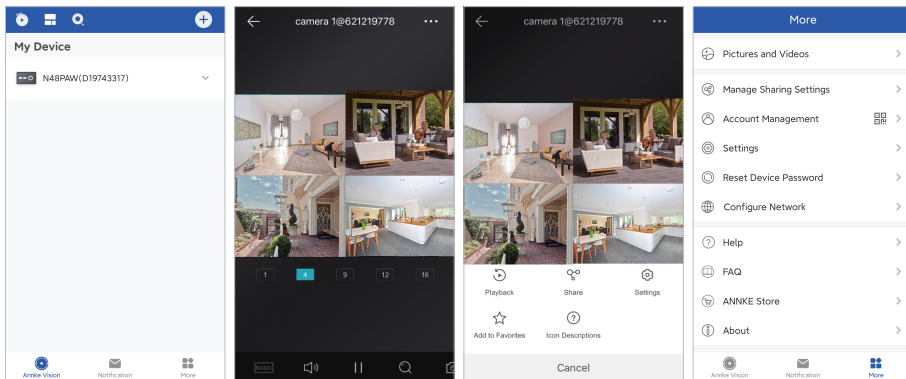 My Device
N48PAW(D19743317)
Annke Vision
Notification
More
camera 1@621219778
1
4
9
12
16
BASIC
camera 1@621219778
Playback
Share
Settings
Add to Favorites
Icon Descriptions
Cancel
More
Pictures and Videos
Manage Sharing Settings
Account Management
Settings
Reset Device Password
Configure Network
Help
FAQ
ANNKE Store
About
Annke Vision
Notification
More